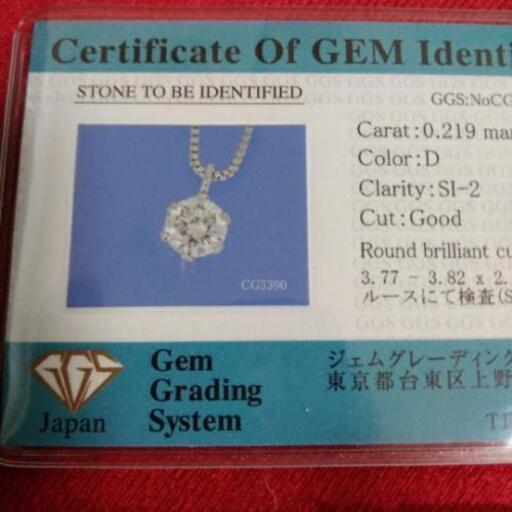 Certificate Of GEM Identi
STONE TO BE IDENTIFIED
GGS:NoCG
Carat:0.219
Color:D
Clarity:SI-2
Cut:Good
Round brilliant
3.77 - 3.82 x 2.
ルースにて検査(S
CG3390
GGS
Japan
Gem
Grading
System
ジェムグレーディング
東京都台東区上野